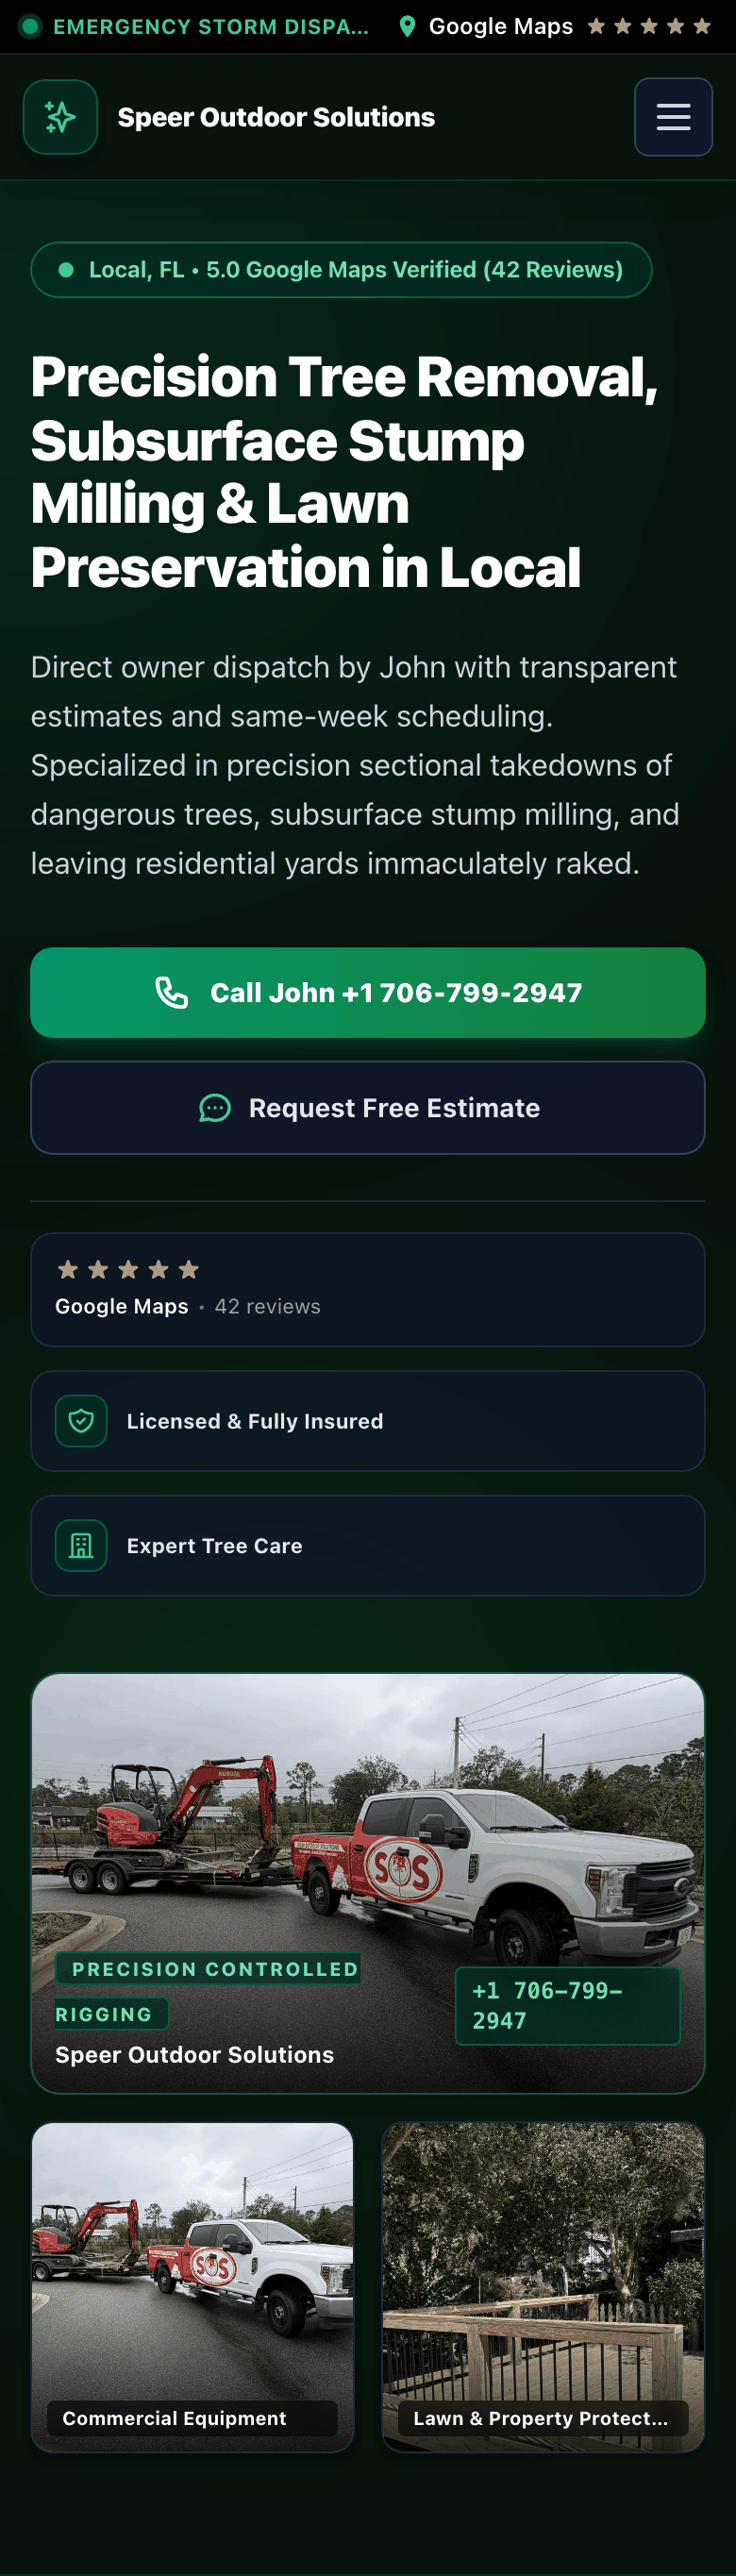 EMERGENCY STORM DISPA... Google Maps
Speer Outdoor Solutions
Local, FL • 5.0 Google Maps Verified (42 Reviews)
Precision Tree Removal,
Subsurface Stump
Milling & Lawn
Preservation in Local
Direct owner dispatch by John with transparent
estimates and same-week scheduling.
Specialized in precision sectional takedowns of
dangerous trees, subsurface stump milling, and
leaving residential yards immaculately raked.
Call John +1 706-799-2947
Request Free Estimate
Google Maps • 42 reviews
Licensed & Fully Insured
Expert Tree Care
KUBOTA
SOS
PRECISION CONTROLLED
RIGGING
Speer Outdoor Solutions
+1 706-799-
2947
SOS
Commercial Equipment
Lawn & Property Protect...